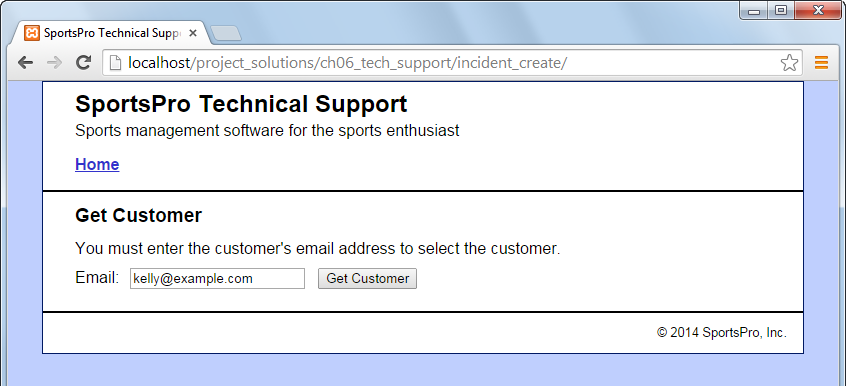 SportsPro Technical Supp
localhost/project_solutions/ch06_tech_support/incident_create/
SportsPro Technical Support
Sports management software for the sports enthusiast
Home
Get Customer
You must enter the customer's email address to select the customer.
Email: kelly@example.com Get Customer
© 2014 SportsPro, Inc.